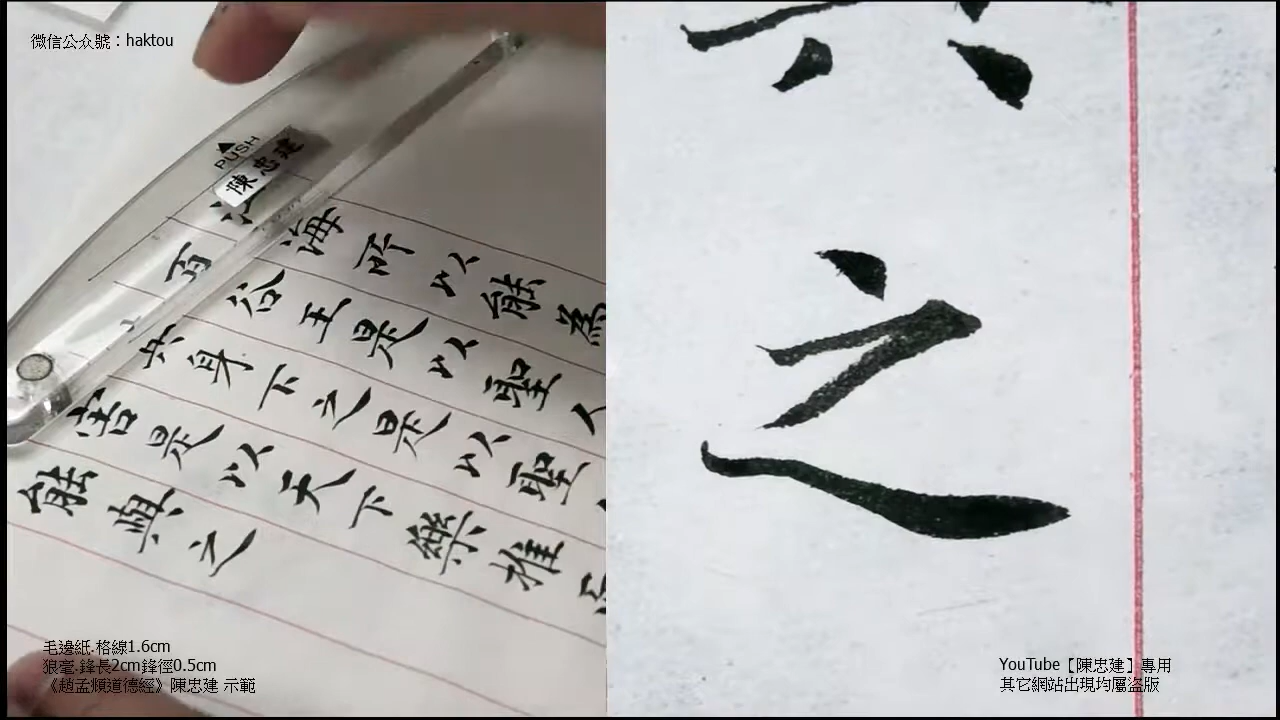 微信公众號：haktou
PUSH
陳忠建
江海所以能為
百谷王是以聖人
其身下之是以聖
害是以天下樂推
能與之
之
毛邊紙.格線1.6cm
狼毫.鋒長2cm鋒徑0.5cm
《趙孟頫道德經》陳忠建 示範
YouTube［陳忠建］專用
其它網站出現均屬盜版